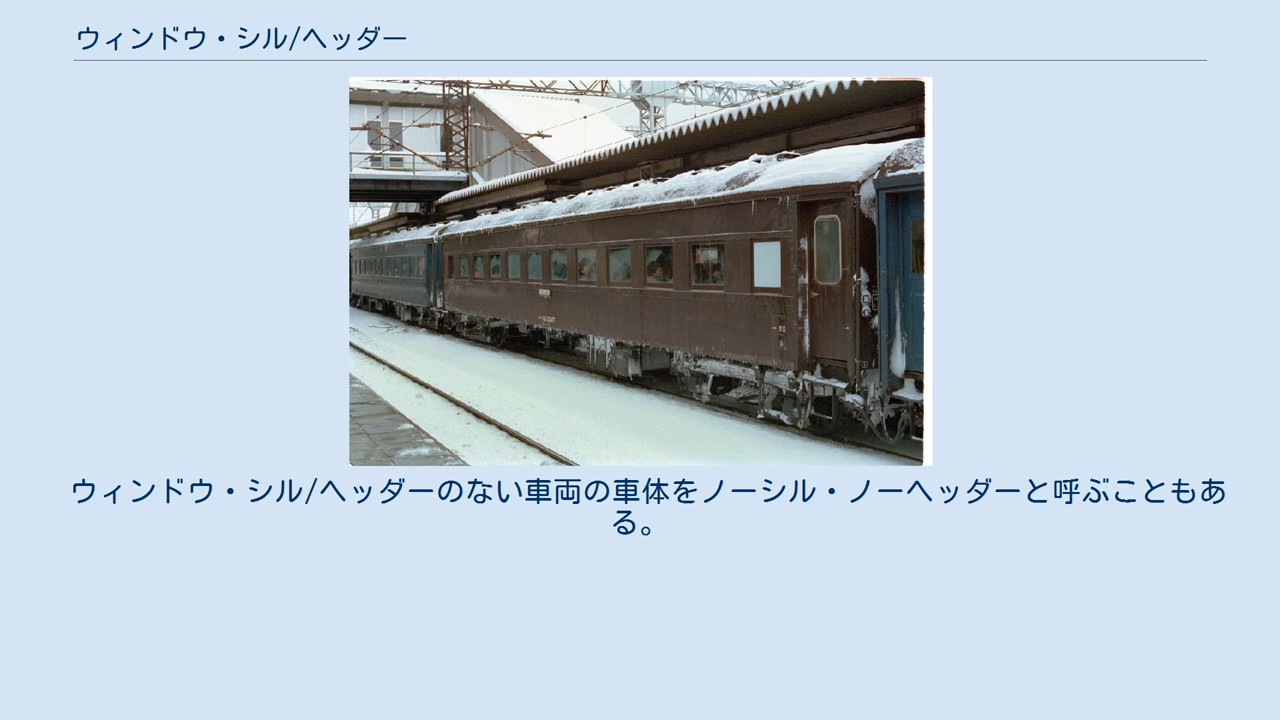 ウィンドウ・シル/ヘッダー
ウィンドウ・シル/ヘッダーのない車両の車体をノーシル・ノーヘッダーと呼ぶこともあ
る。